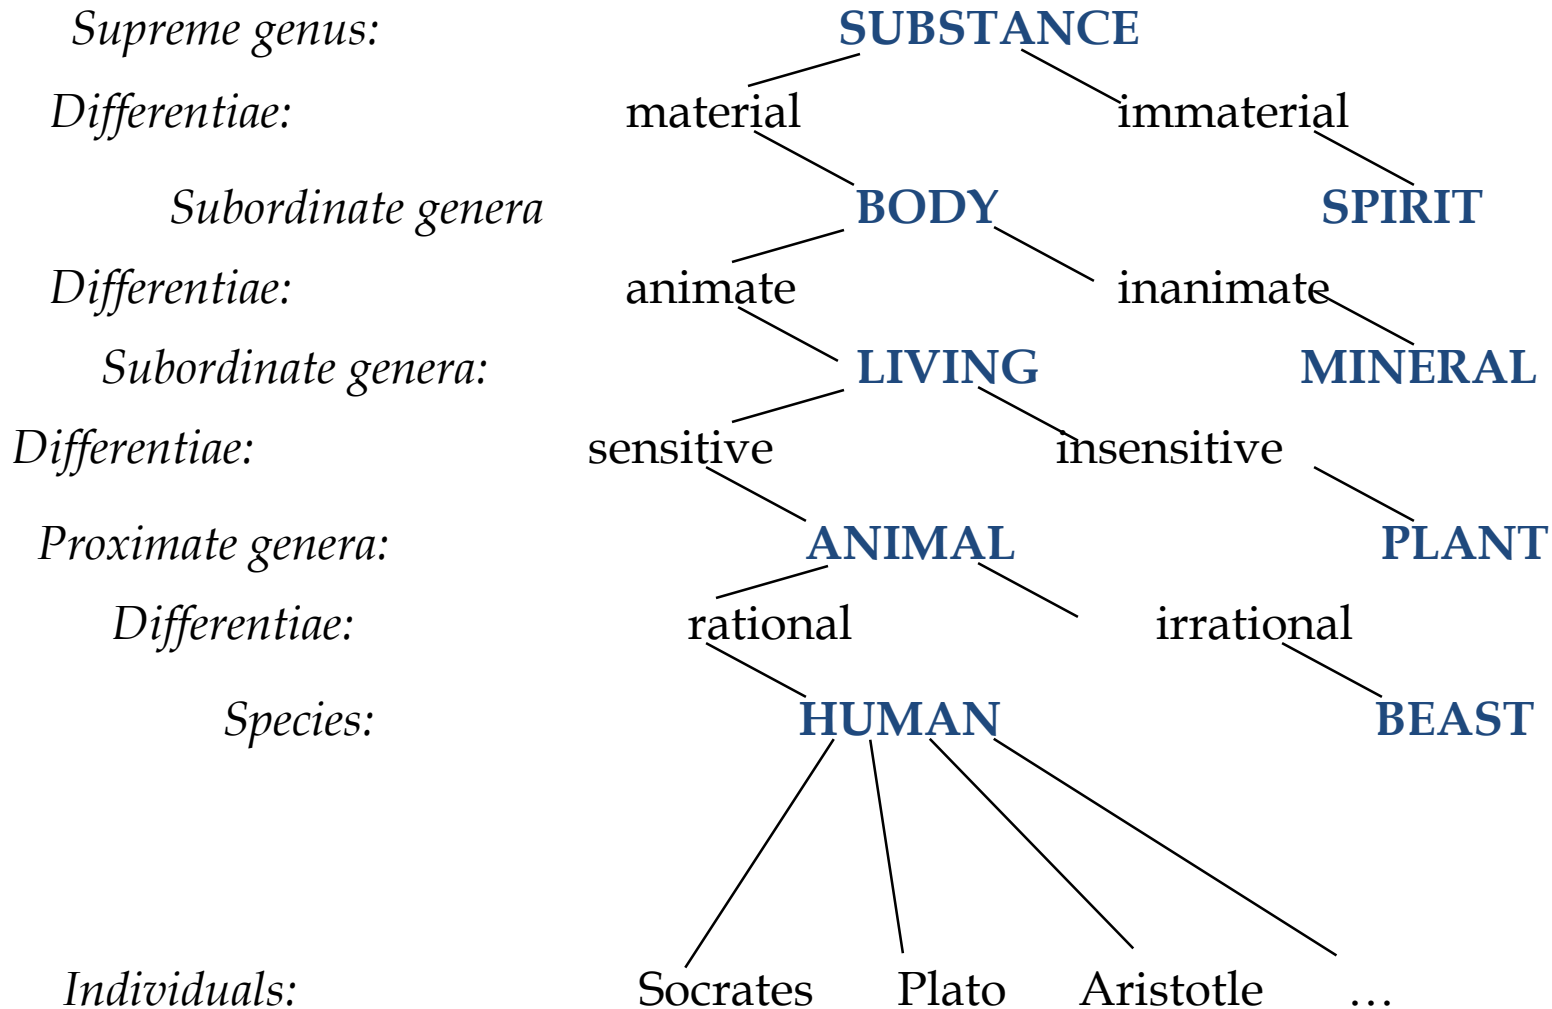 Supreme genus: SUBSTANCE
Differentiae: material immaterial
Subordinate genera BODY SPIRIT
Differentiae: animate inanimate
Subordinate genera: LIVING MINERAL
Differentiae: sensitive insensitive
Proximate genera: ANIMAL PLANT
Differentiae: rational irrational
Species: HUMAN BEAST
Individuals: Socrates Plato Aristotle …